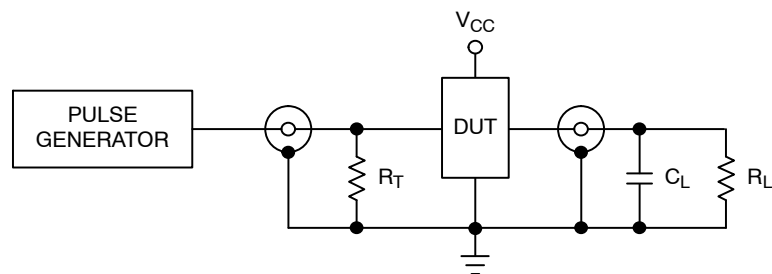 V_CC
PULSE
GENERATOR
DUT
R_T
C_L
R_L